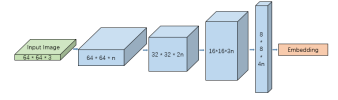 Input Image
64 * 64 * 3
64 * 64 * n
32 * 32 * 2n
16*16*3n
8
*
8
*
4n
Embedding